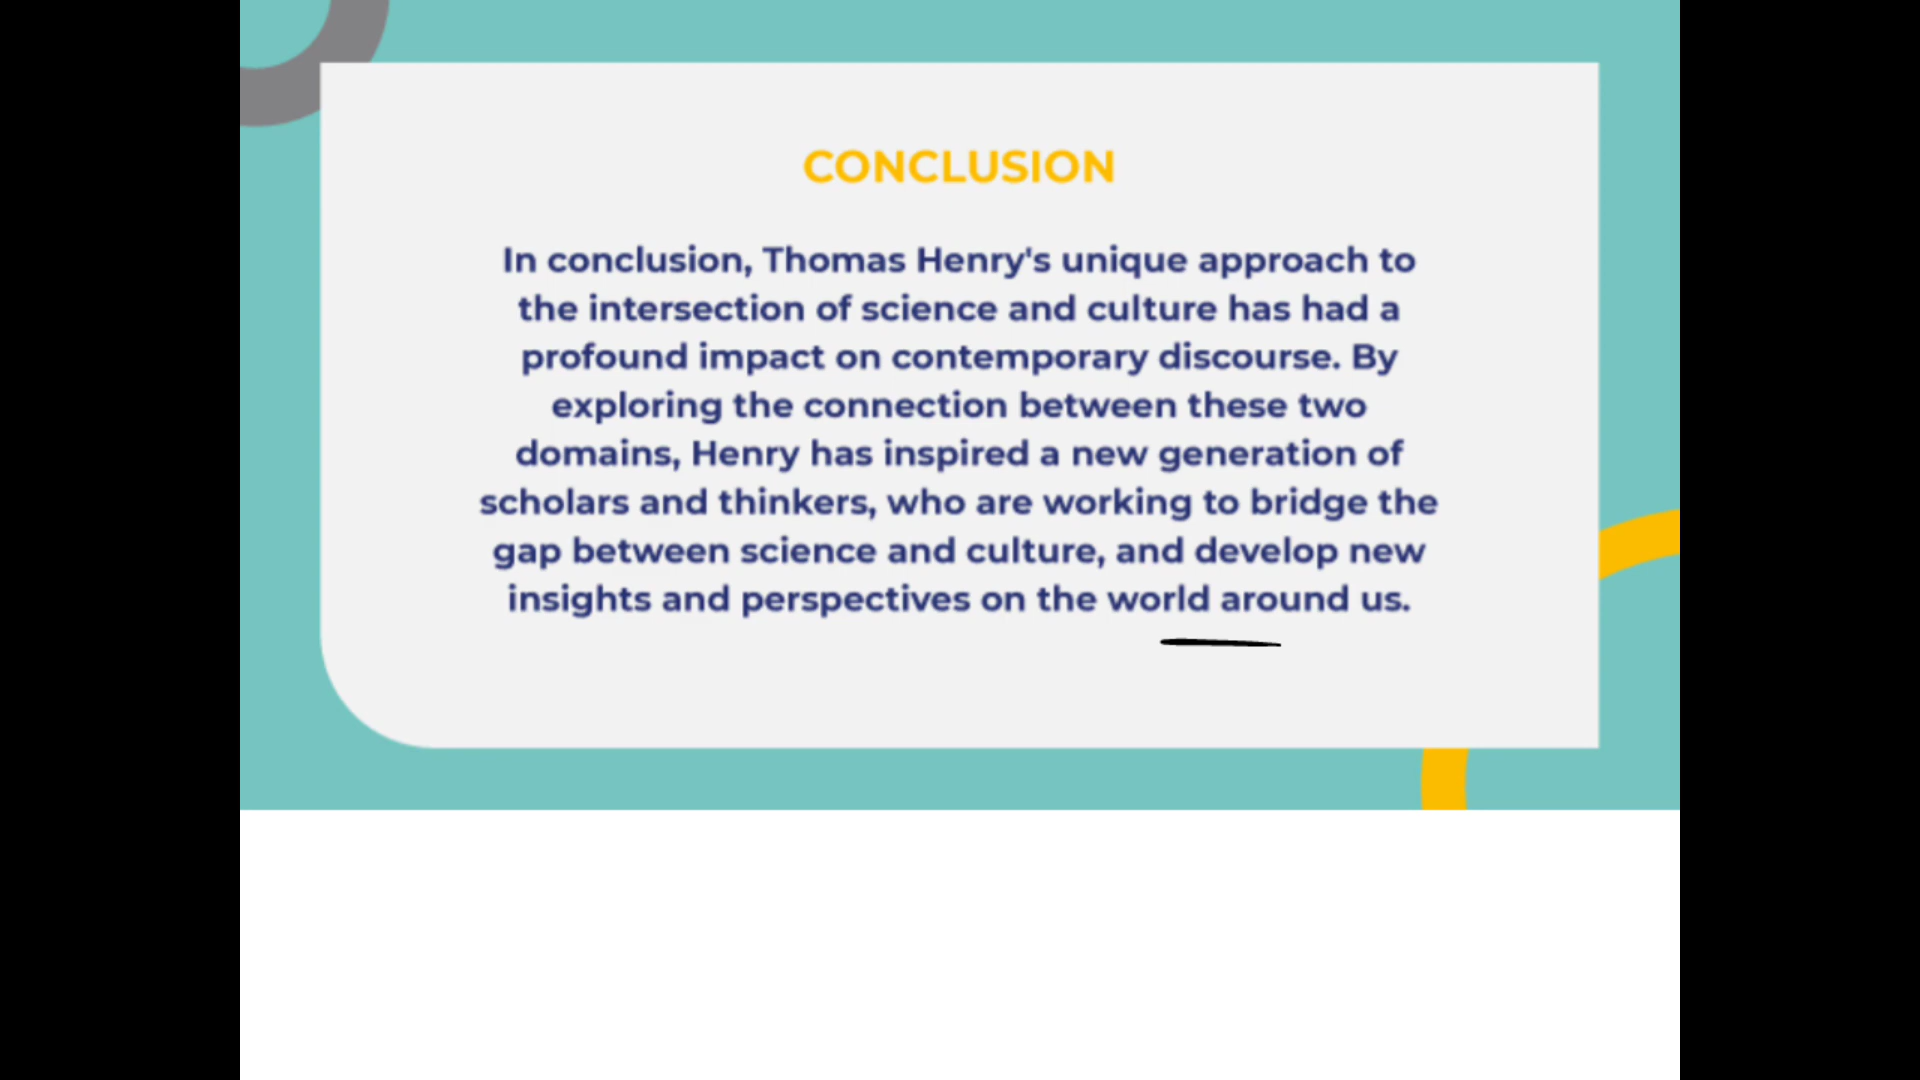 CONCLUSION
In conclusion, Thomas Henry's unique approach to
the intersection of science and culture has had a
profound impact on contemporary discourse. By
exploring the connection between these two
domains, Henry has inspired a new generation of
scholars and thinkers, who are working to bridge the
gap between science and culture, and develop new
insights and perspectives on the world around us.